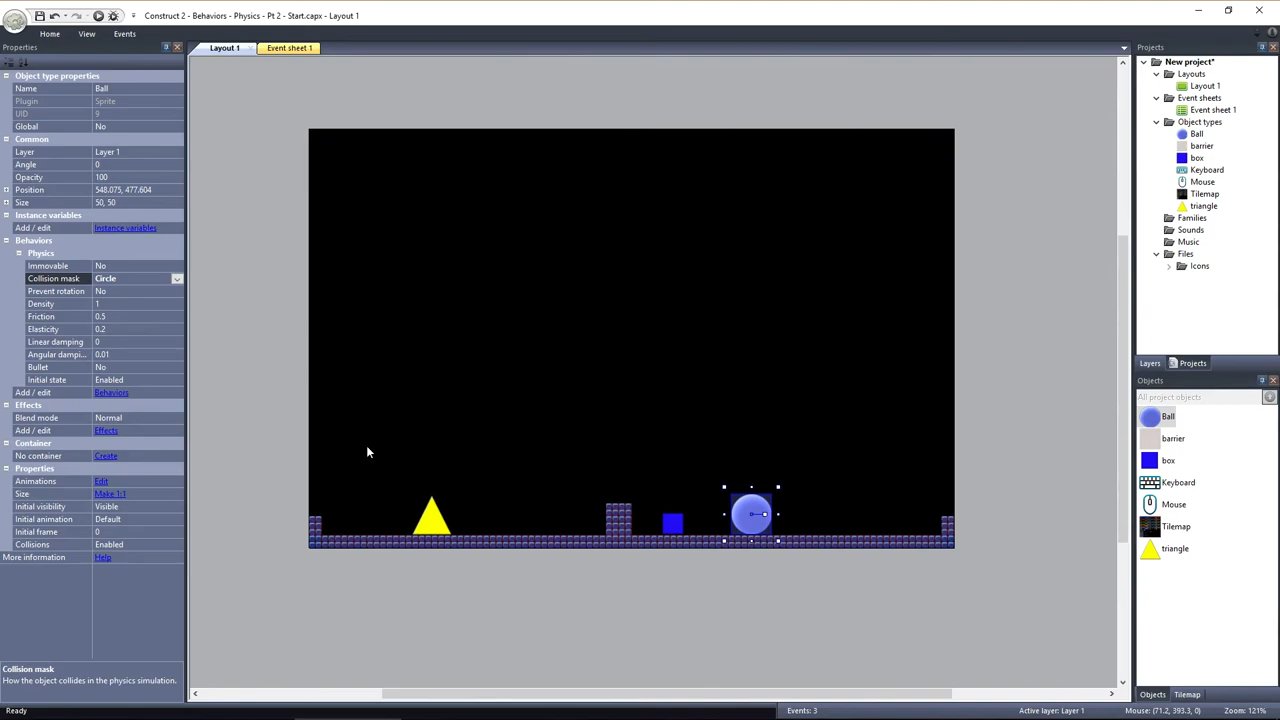 Construct 2 - Behaviors - Physics - Pt 2 - Start.capx - Layout 1
Home View Events
Properties
Object type properties
Name Ball
Plugin Sprite
UID 9
Global No
Common
Layer Layer 1
Angle 0
Opacity 100
Position 548.075, 477.604
Size 50, 50
Instance variables
Add / edit Instance variables
Behaviors
Physics
Immovable No
Collision mask Circle
Prevent rotation No
Density 1
Friction 0.5
Elasticity 0.2
Linear damping 0
Angular dampi... 0.01
Bullet No
Initial state Enabled
Add / edit Behaviors
Effects
Blend mode Normal
Add / edit Effects
Container
No container Create
Properties
Animations Edit
Size Make 1:1
Initial visibility Visible
Initial animation Default
Initial frame 0
Collisions Enabled
More information Help
Collision mask
How the object collides in the physics simulation.
Layout 1 Event sheet 1
Projects
New project*
Layouts
Layout 1
Event sheets
Event sheet 1
Object types
Ball
barrier
box
Keyboard
Mouse
Tilemap
triangle
Families
Sounds
Music
Files
Icons
Layers Projects
Objects
All project objects
Ball
barrier
box
Keyboard
Mouse
Tilemap
triangle
Objects Tilemap
Ready Events: 3 Active layer: Layer 1 Mouse: (71.2, 393.3, 0) Zoom: 121%